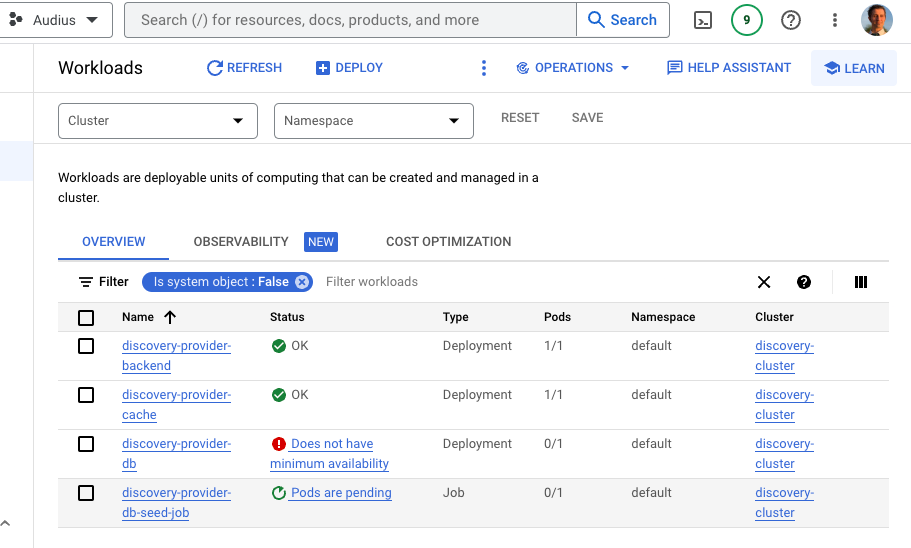 Audius
Search (/) for resources, docs, products, and more
Search
9
Workloads
REFRESH
DEPLOY
OPERATIONS
HELP ASSISTANT
LEARN
Cluster
Namespace
RESET
SAVE
Workloads are deployable units of computing that can be created and managed in a
cluster.
OVERVIEW
OBSERVABILITY
NEW
COST OPTIMIZATION
Filter
Is system object : False
Filter workloads
Name Status Type Pods Namespace Cluster
discovery-provider- OK Deployment 1/1 default discovery-
backend cluster
discovery-provider- OK Deployment 1/1 default discovery-
cache cluster
discovery-provider- Does not have Deployment 0/1 default discovery-
db minimum availability cluster
discovery-provider- Pods are pending Job 0/1 default discovery-
db-seed-job cluster